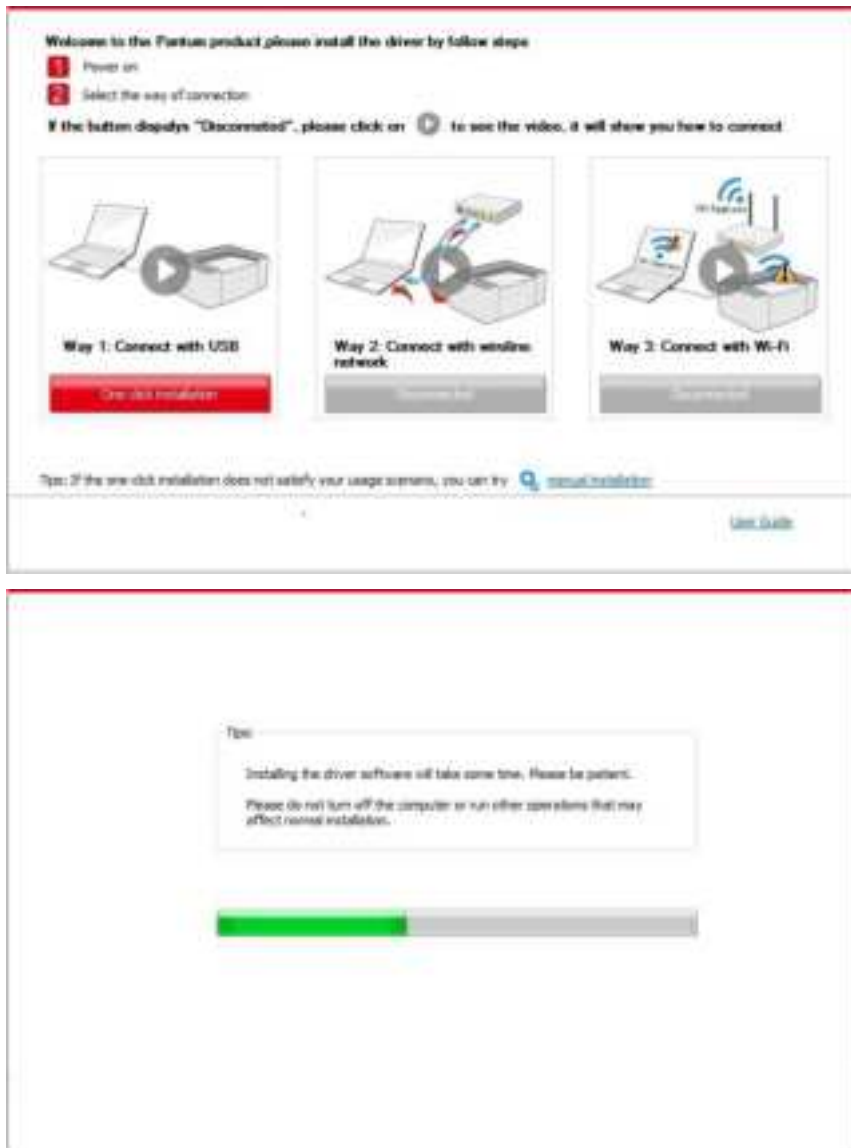 Welcome to the Pantum product,please install the driver by follow steps
1 Power on
2 Select the way of connection
If the button dispalys "Disconneted", please click on to see the video, it will show you how to connect
Way 1: Connect with USB
Way 2: Connect with wireline
network
Way 3: Connect with Wi-Fi
One click installation
Disconnected
Disconnected
Tips: If the one click installation does not satisfy your usage scenario, you can try manual installation
User Guide
Tips:
Installing the driver software will take some time. Please be patient.
Please do not turn off the computer or run other operations that may
affect normal installation.